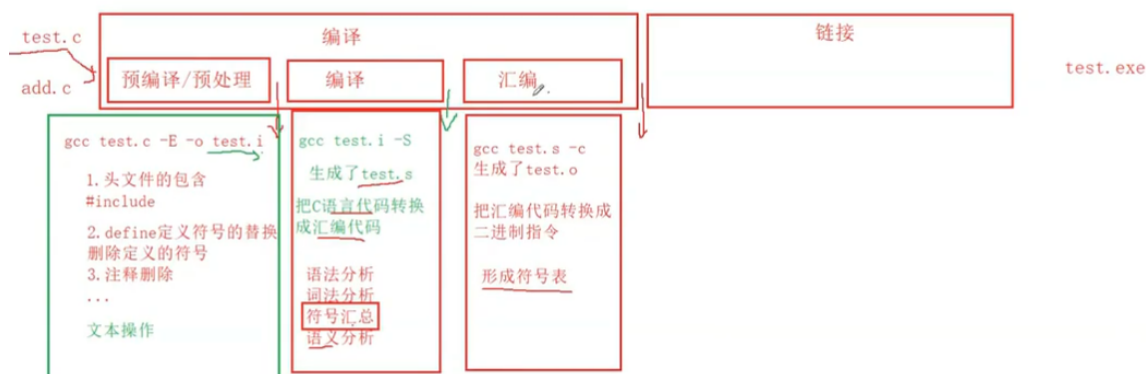 编译
链接
test.c
add.c
预编译/预处理
编译
汇编
test.exe
gcc test.c -E -o test.i
1.头文件的包含
#include
2.define定义符号的替换
删除定义的符号
3.注释删除
...
文本操作
gcc test.i -S
生成了test.s
把C语言代码转换
成汇编代码
语法分析
词法分析
符号汇总
语义分析
gcc test.s -c
生成了test.o
把汇编代码转换成
二进制指令
形成符号表